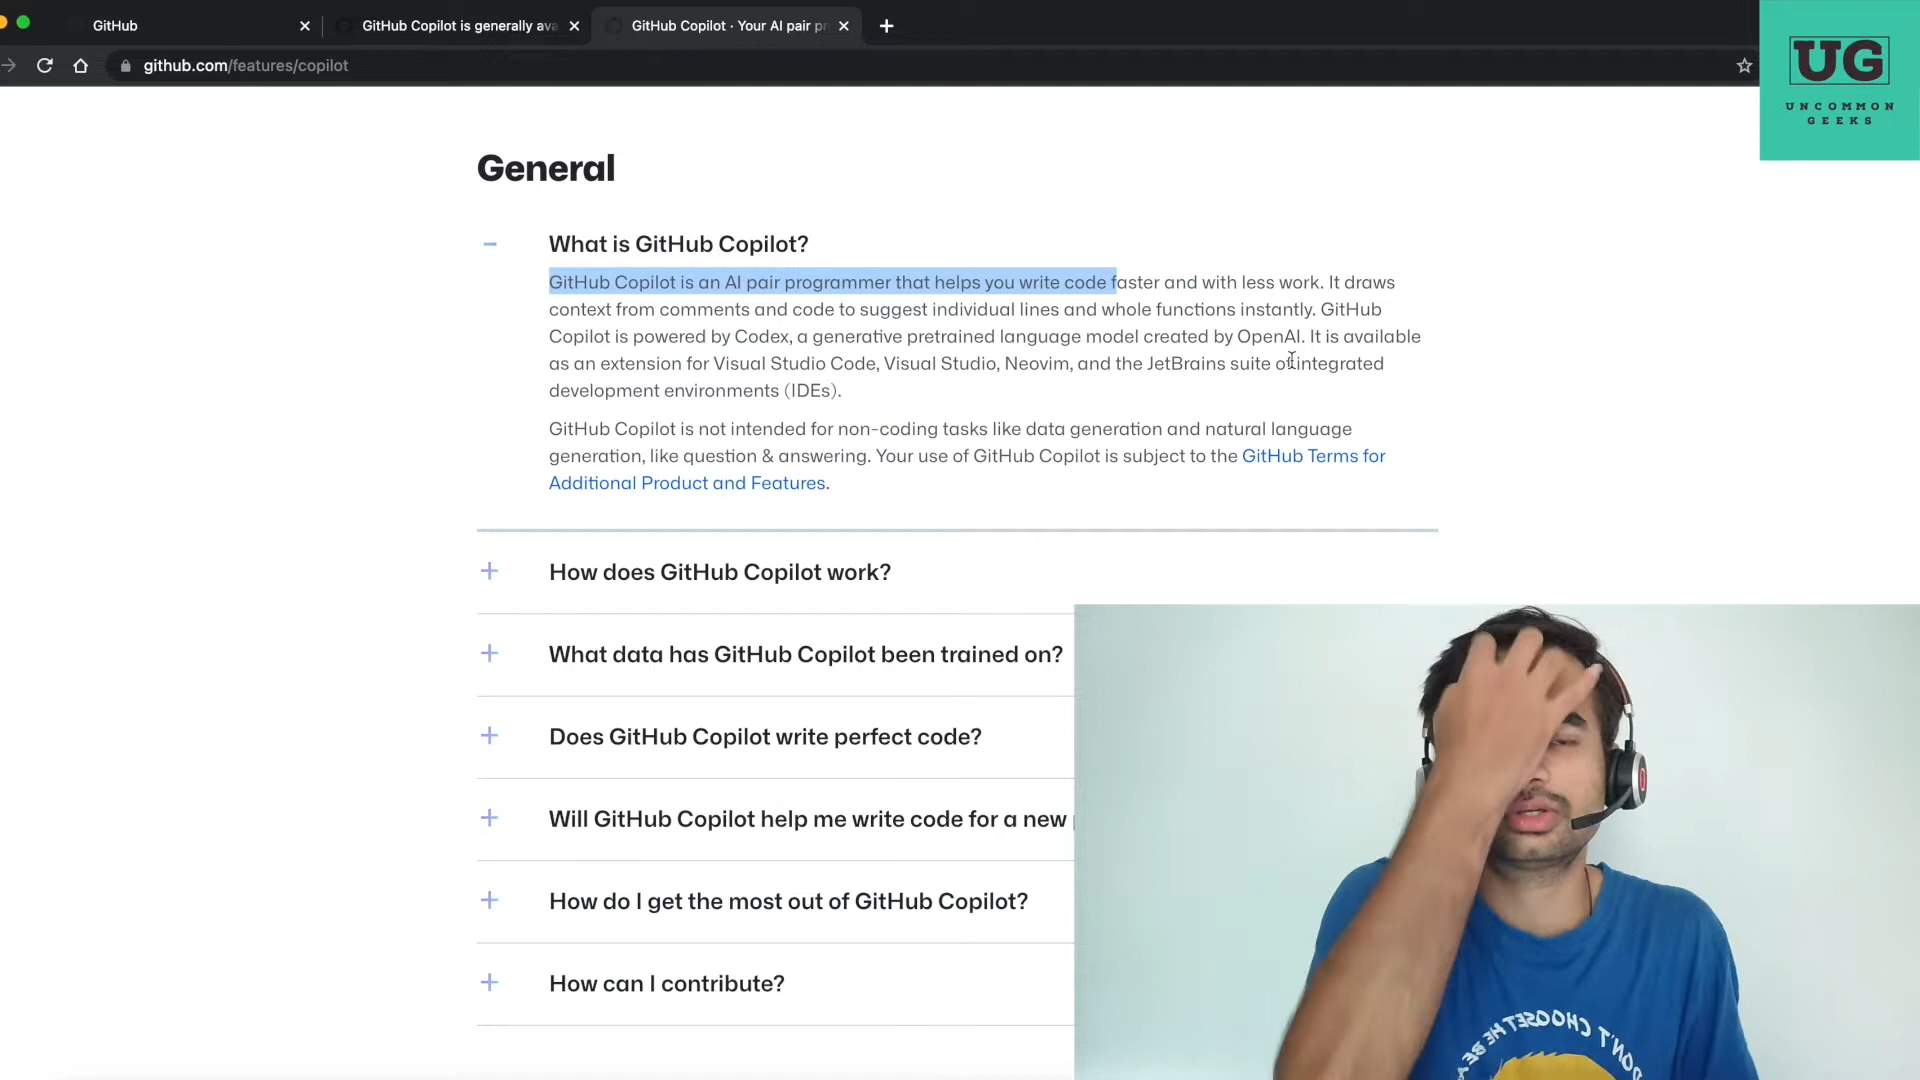 GitHub
GitHub Copilot is generally ava
GitHub Copilot · Your AI pair pr
github.com/features/copilot
UG
UNCOMMON
GEEKS
General
What is GitHub Copilot?
GitHub Copilot is an AI pair programmer that helps you write code faster and with less work. It draws
context from comments and code to suggest individual lines and whole functions instantly. GitHub
Copilot is powered by Codex, a generative pretrained language model created by OpenAI. It is available
as an extension for Visual Studio Code, Visual Studio, Neovim, and the JetBrains suite of integrated
development environments (IDEs).
GitHub Copilot is not intended for non-coding tasks like data generation and natural language
generation, like question & answering. Your use of GitHub Copilot is subject to the GitHub Terms for
Additional Product and Features.
How does GitHub Copilot work?
What data has GitHub Copilot been trained on?
Does GitHub Copilot write perfect code?
Will GitHub Copilot help me write code for a new
How do I get the most out of GitHub Copilot?
How can I contribute?
DON'T CHOOSE THE BE